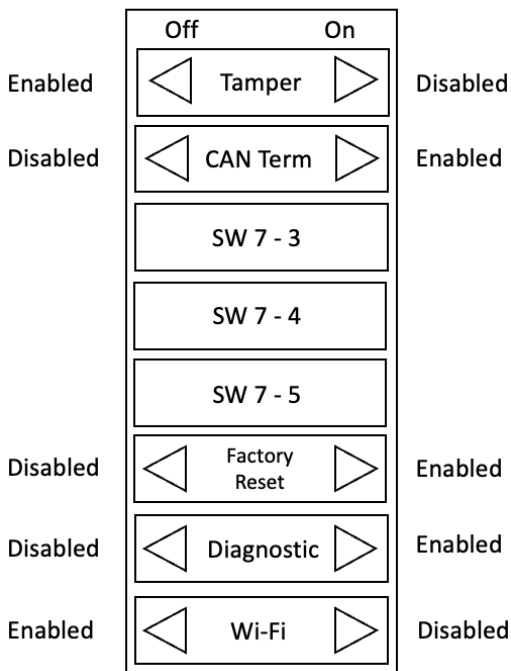 Off On
Enabled Tamper Disabled
Disabled CAN Term Enabled
SW 7 - 3
SW 7 - 4
SW 7 - 5
Disabled Factory Reset Enabled
Disabled Diagnostic Enabled
Enabled Wi-Fi Disabled